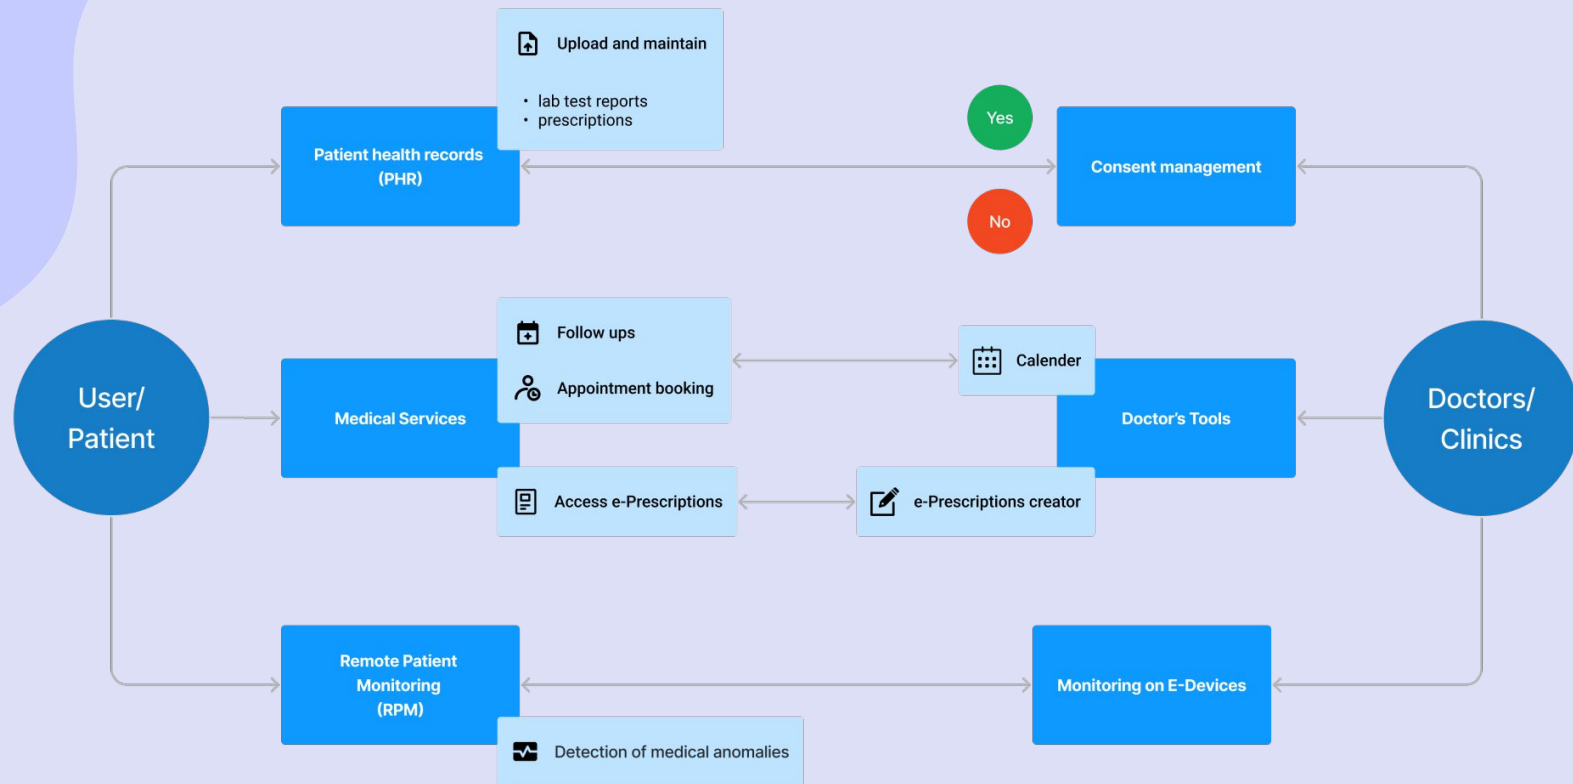 Upload and maintain
• lab test reports
• prescriptions
Patient health records
(PHR)
Yes
No
Consent management
User/
Patient
Medical Services
Follow ups
Appointment booking
Calender
Access e-Prescriptions
e-Prescriptions creator
Doctor’s Tools
Doctors/
Clinics
Remote Patient
Monitoring
(RPM)
Detection of medical anomalies
Monitoring on E-Devices